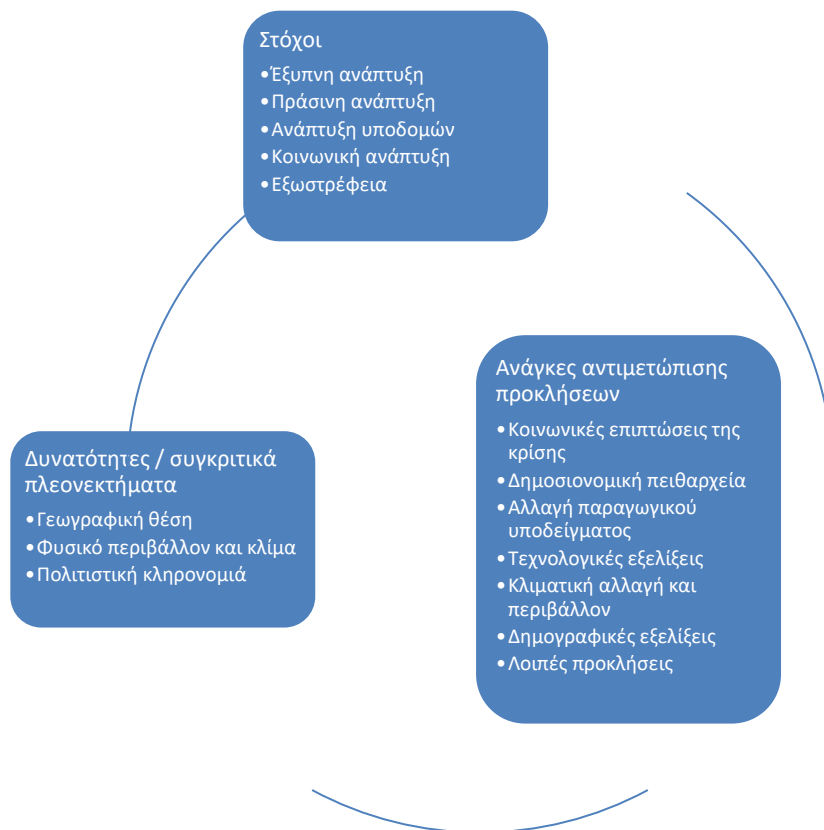 Στόχοι
•Έξυπνη ανάπτυξη
•Πράσινη ανάπτυξη
•Ανάπτυξη υποδομών
•Κοινωνική ανάπτυξη
•Εξωστρέφεια
Ανάγκες αντιμετώπισης
προκλήσεων
•Κοινωνικές επιπτώσεις της
κρίσης
•Δημοσιονομική πειθαρχεία
•Αλλαγή παραγωγικού
υποδείγματος
•Τεχνολογικές εξελίξεις
•Κλιματική αλλαγή και
περιβάλλον
•Δημογραφικές εξελίξεις
•Λοιπές προκλήσεις
Δυνατότητες / συγκριτικά
πλεονεκτήματα
•Γεωγραφική θέση
•Φυσικό περιβάλλον και κλίμα
•Πολιτιστική κληρονομιά